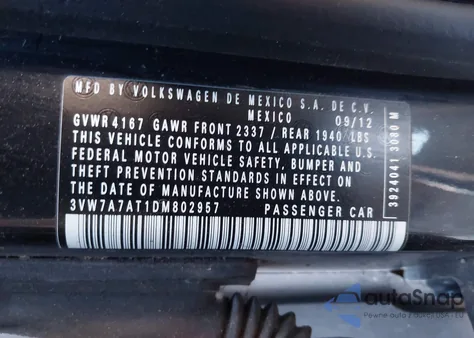 MFD BY VOLKSWAGEN DE MEXICO S.A. DE C.V.
MEXICO 09/12
GVWR 4167 GAWR FRONT 2337 / REAR 1940 LBS
THIS VEHICLE CONFORMS TO ALL APPLICABLE U.S.
FEDERAL MOTOR VEHICLE SAFETY, BUMPER AND
THEFT PREVENTION STANDARDS IN EFFECT ON
THE DATE OF MANUFACTURE SHOWN ABOVE.
3VW7A7AT1DM802957 PASSENGER CAR
3924041 3080 M
autoSnap
Pewne auta z